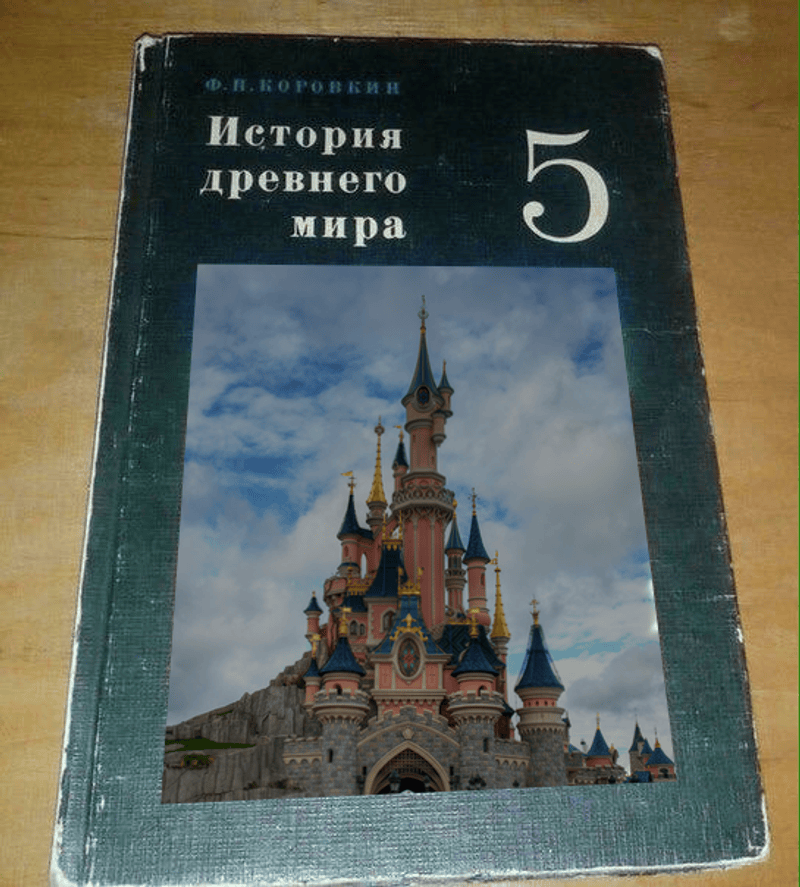 Ф. П. КОРОВКИН
История
древнего
мира
5